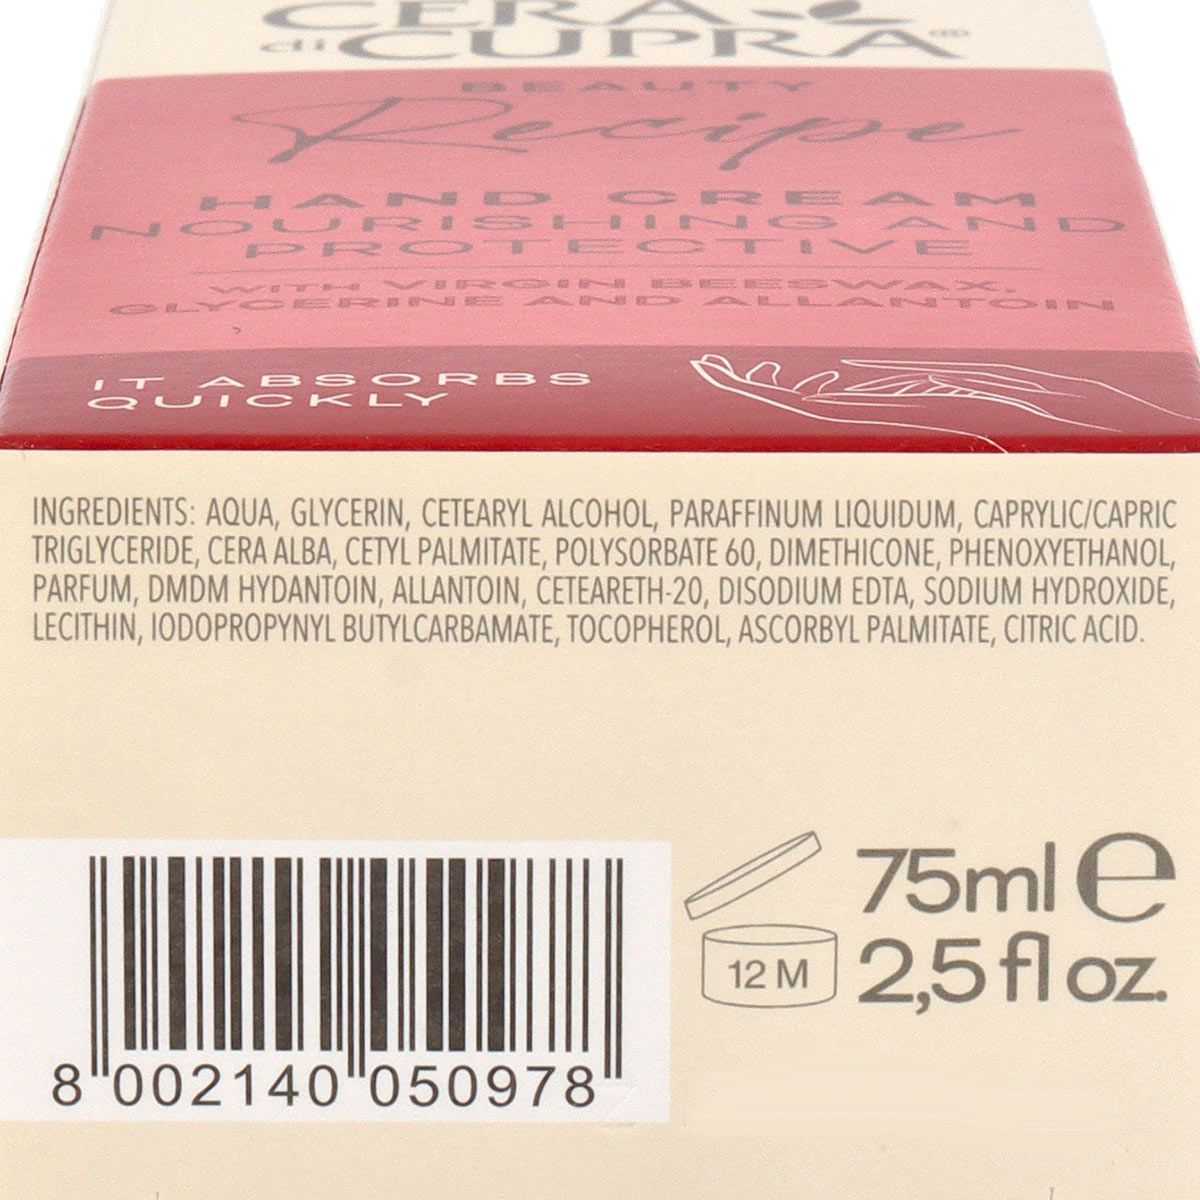 CERA
di CUPRA®
BEAUTY
Recipe
HAND CREAM
NOURISHING AND
PROTECTIVE
WITH VIRGIN BEESWAX,
GLYCERINE AND ALLANTOIN
IT ABSORBS
QUICKLY
INGREDIENTS: AQUA, GLYCERIN, CETEARYL ALCOHOL, PARAFFINUM LIQUIDUM, CAPRYLIC/CAPRIC
TRIGLYCERIDE, CERA ALBA, CETYL PALMITATE, POLYSORBATE 60, DIMETHICONE, PHENOXYETHANOL,
PARFUM, DMDM HYDANTOIN, ALLANTOIN, CETEARETH-20, DISODIUM EDTA, SODIUM HYDROXIDE,
LECITHIN, IODOPROPYNYL BUTYLCARBAMATE, TOCOPHEROL, ASCORBYL PALMITATE, CITRIC ACID.
75ml e
12 M
2,5 fl oz.
8 002140 050978